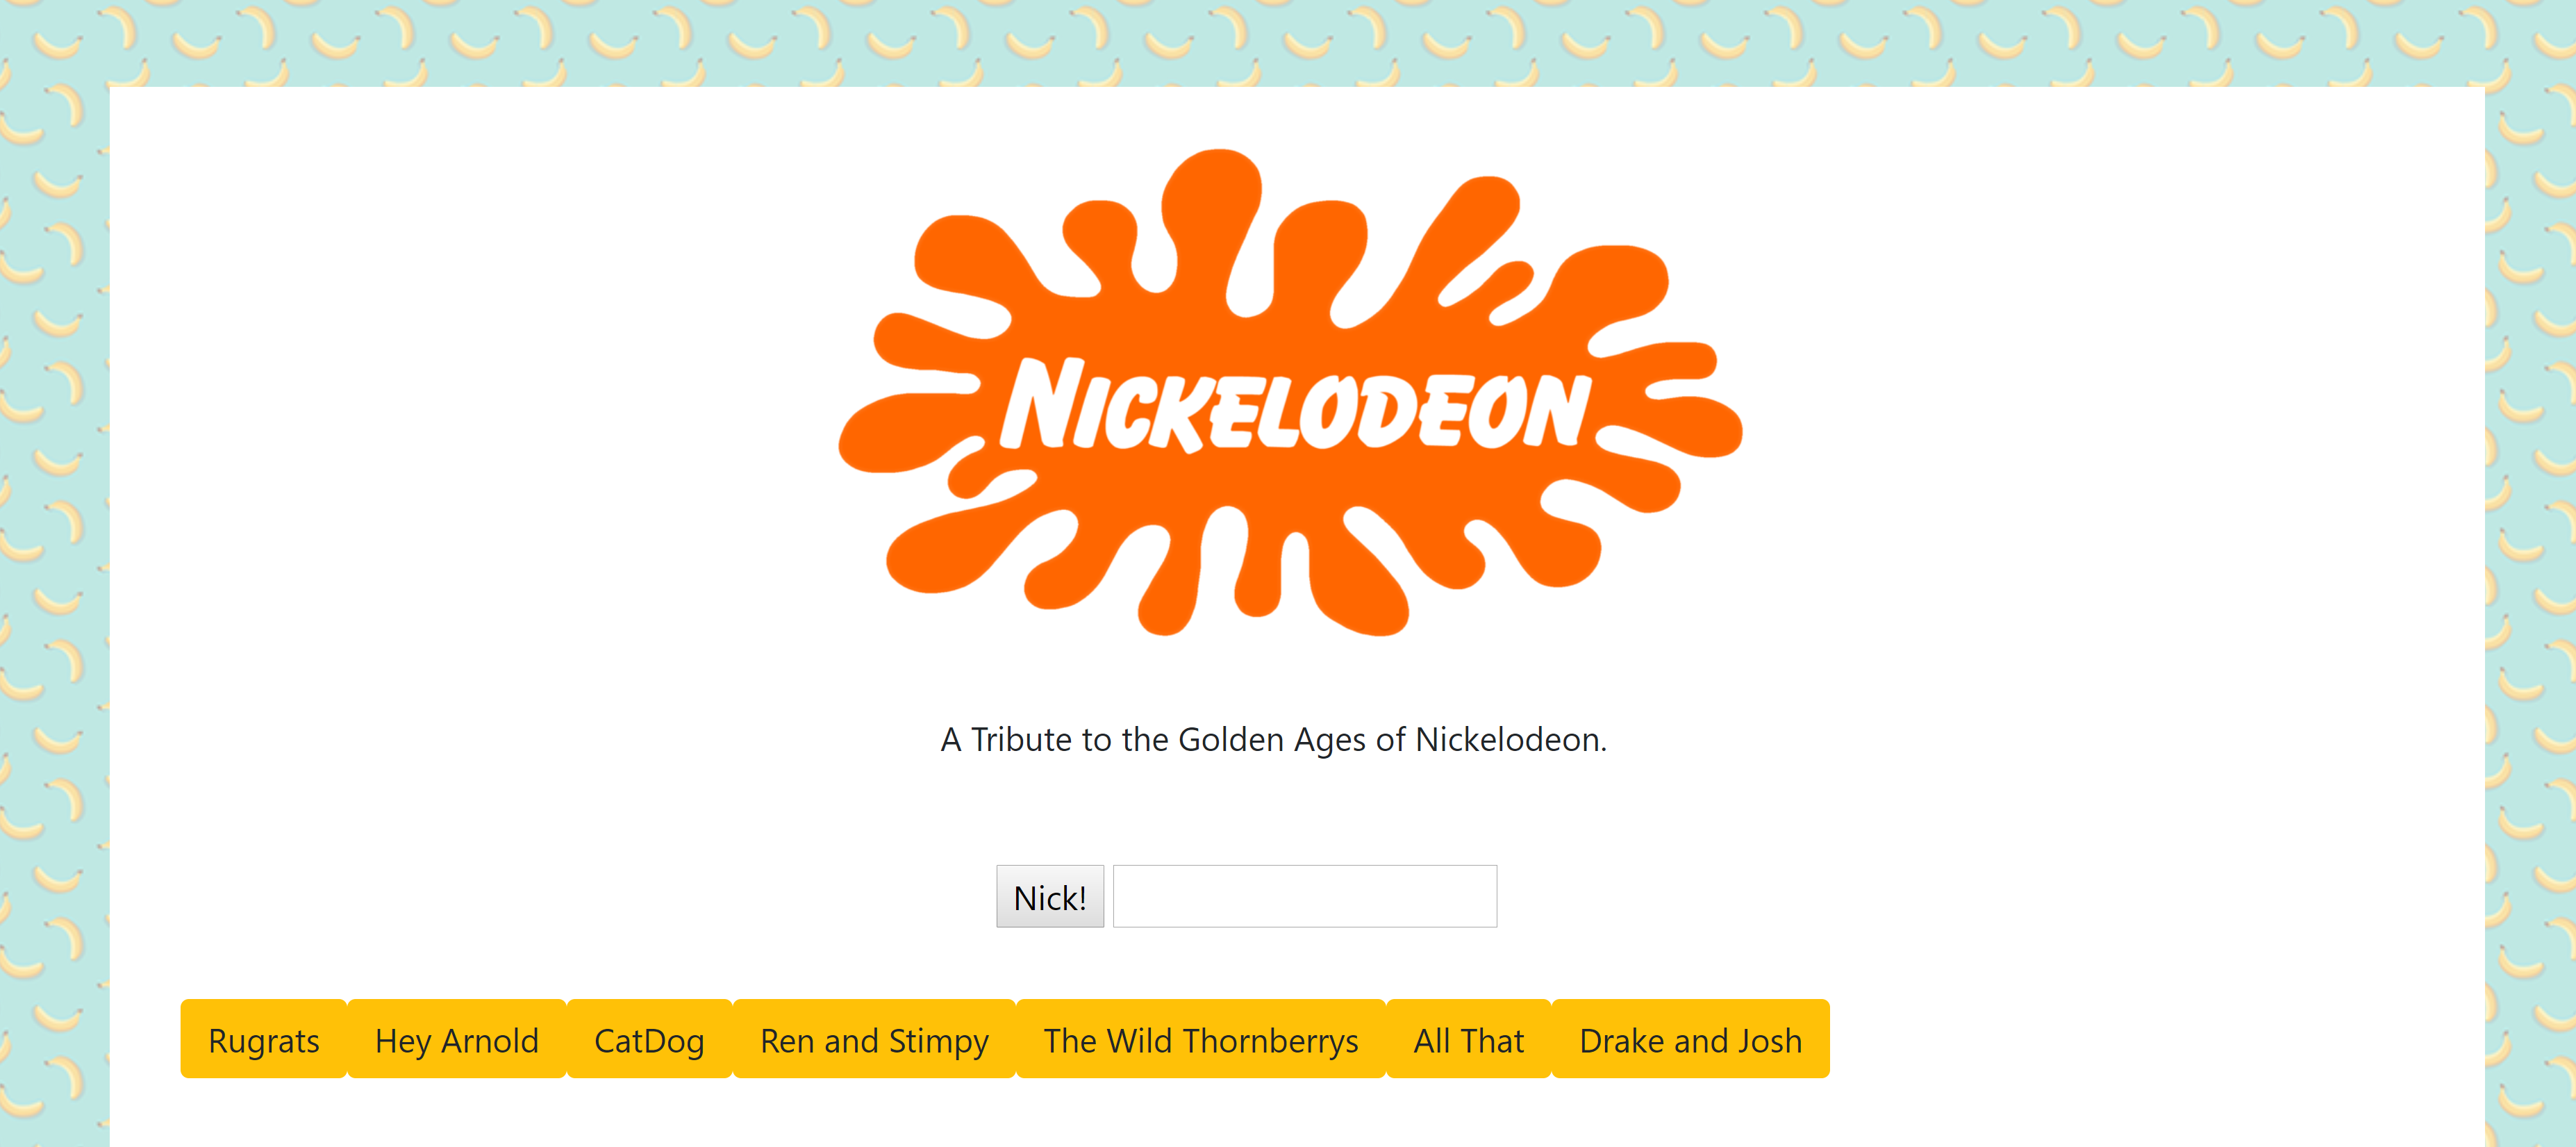 NICKELODEON
A Tribute to the Golden Ages of Nickelodeon.
Nick!
Rugrats Hey Arnold CatDog Ren and Stimpy The Wild Thornberrys All That Drake and Josh